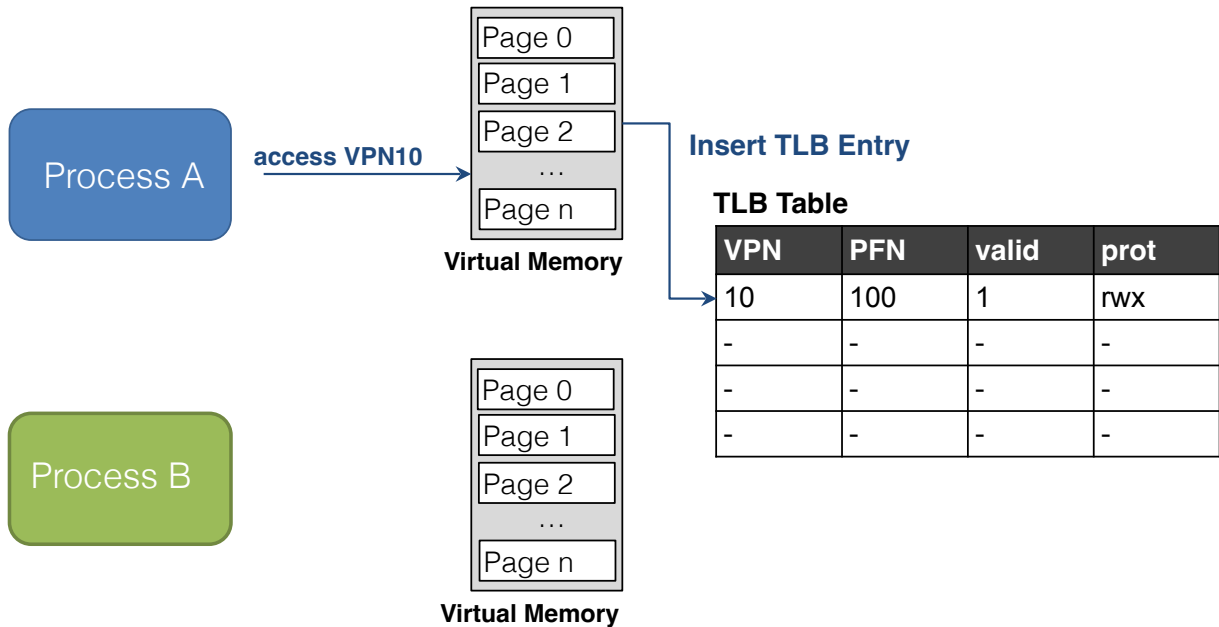 Process A
access VPN10
Page 0
Page 1
Page 2
...
Page n
Virtual Memory
Insert TLB Entry
TLB Table
VPN PFN valid prot
10 100 1 rwx
- - - -
- - - -
- - - -
Process B
Page 0
Page 1
Page 2
...
Page n
Virtual Memory